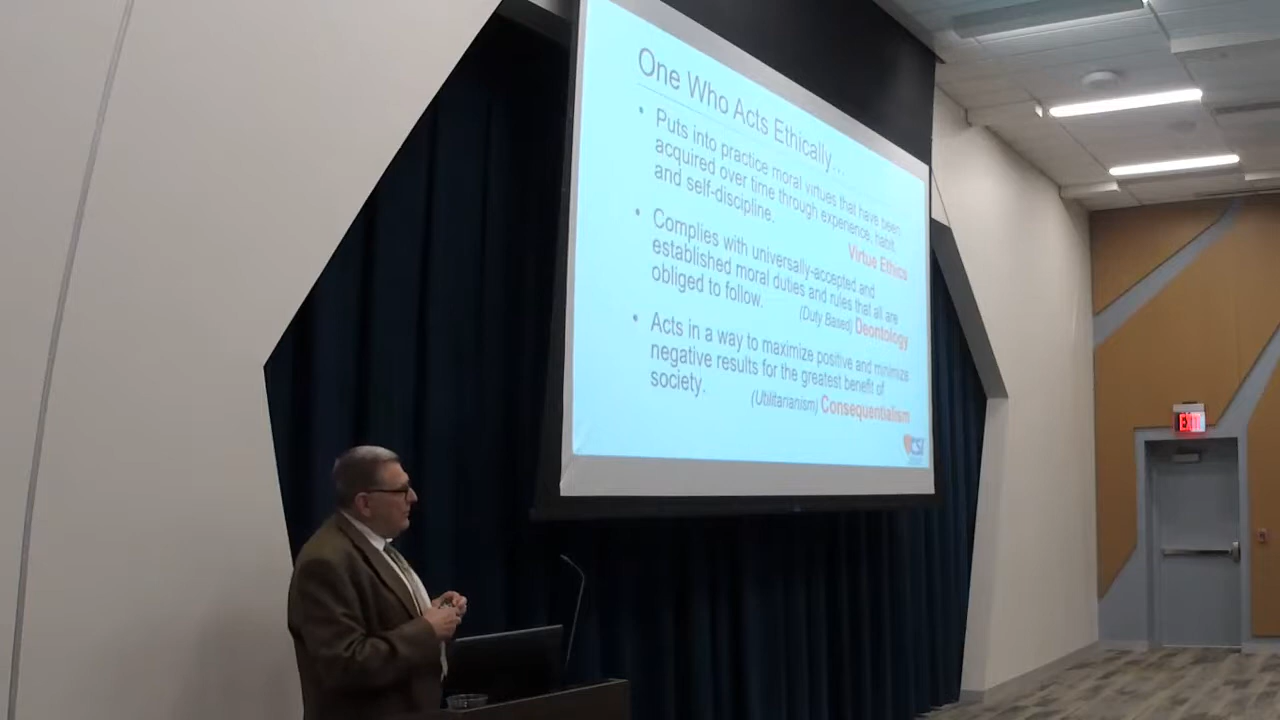 One Who Acts Ethically…
• Puts into practice moral virtues that have been
acquired over time through experience, habit,
and self-discipline.
Virtue Ethics
• Complies with universally-accepted and
established moral duties and rules that all are
obliged to follow.
(Duty Based) Deontology
• Acts in a way to maximize positive and minimize
negative results for the greatest benefit of
society.
(Utilitarianism) Consequentialism
CSI
EXIT